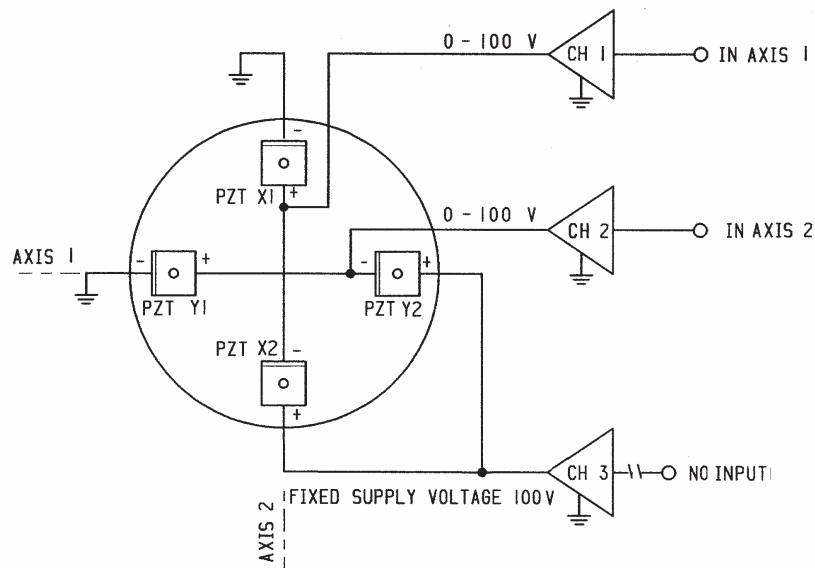 0-100 V
CH 1
IN AXIS 1
-
PZT X1
+
0-100 V
CH 2
IN AXIS 2
AXIS 1
-
+
-
+
PZT Y1
PZT Y2
PZT X2
-
+
CH 3
NO INPUT
FIXED SUPPLY VOLTAGE 100V
AXIS 2